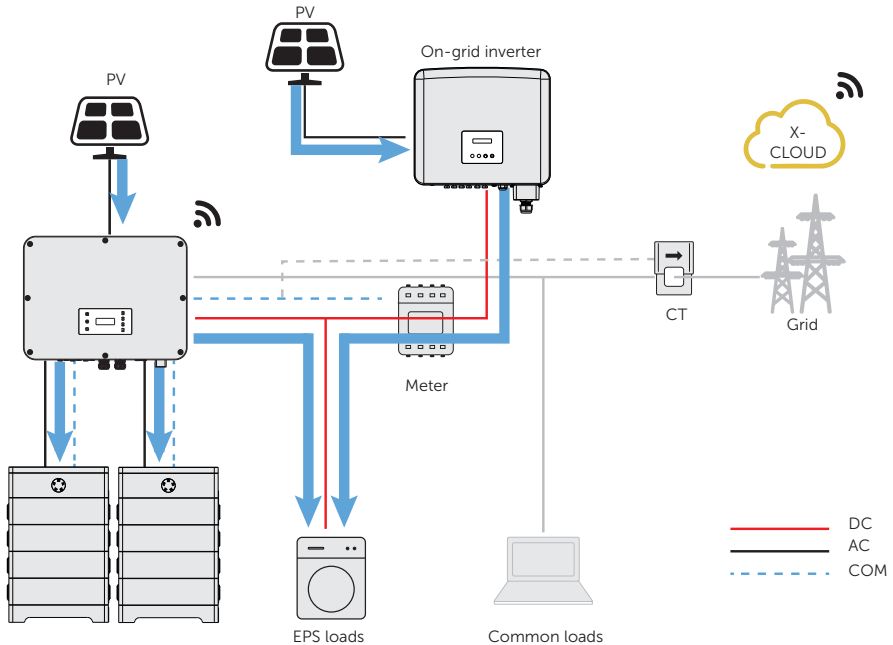 PV
On-grid inverter
PV
X-
CLOUD
CT
Grid
Meter
DC
AC
COM
EPS loads
Common loads